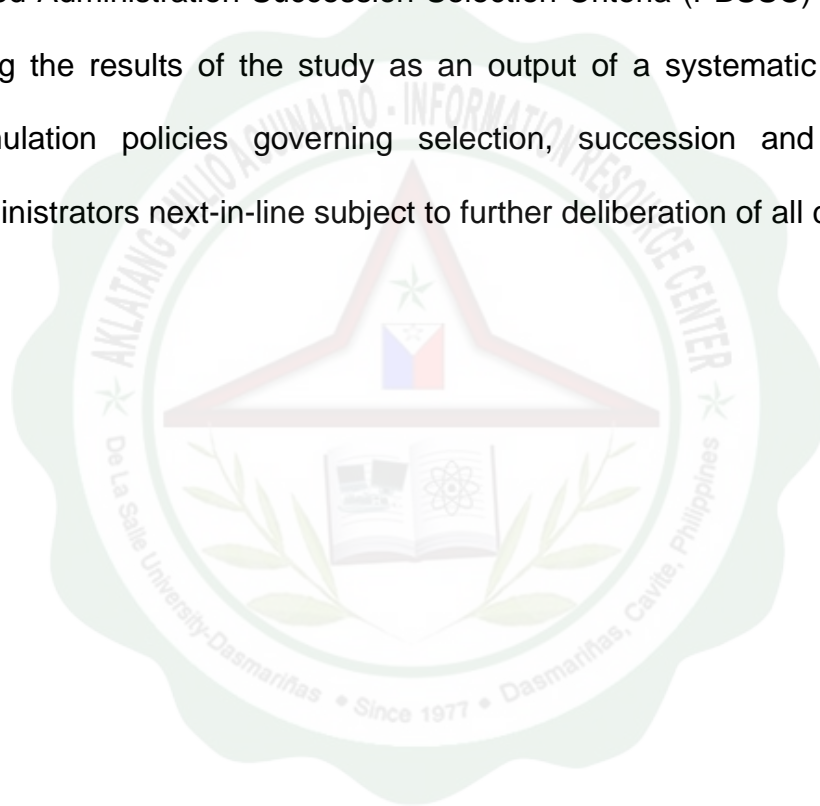 ed Administration Succession Selection Criteria
g the results of the study as an output of a systematic
ulation policies governing selection, succession and
inistrators next-in-line subject to further deliberation of all
AKLATANG EMILIO AGUINALDO - INFORMATION RESOURCE CENTER
De La Salle University-Dasmariñas • Since 1977 • Dasmariñas, Cavite, Philippines